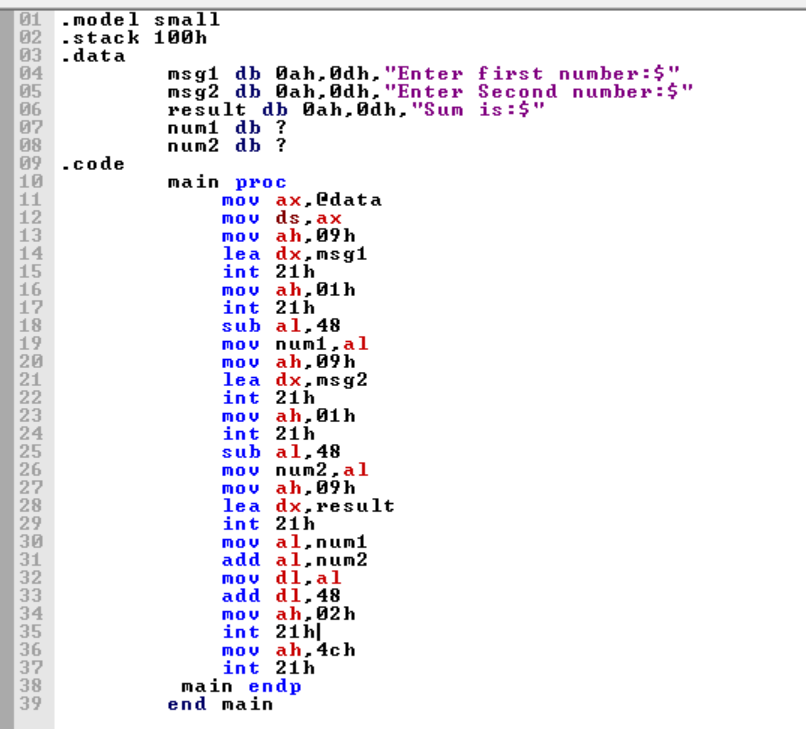 01 .model small
02 .stack 100h
03 .data
04 msg1 db 0ah,0dh,"Enter first number:$"
05 msg2 db 0ah,0dh,"Enter Second number:$"
06 result db 0ah,0dh,"Sum is:$"
07 num1 db ?
08 num2 db ?
09 .code
10 main proc
11 mov ax,@data
12 mov ds,ax
13 mov ah,09h
14 lea dx,msg1
15 int 21h
16 mov ah,01h
17 int 21h
18 sub al,48
19 mov num1,al
20 mov ah,09h
21 lea dx,msg2
22 int 21h
23 mov ah,01h
24 int 21h
25 sub al,48
26 mov num2,al
27 mov ah,09h
28 lea dx,result
29 int 21h
30 mov al,num1
31 add al,num2
32 mov dl,al
33 add dl,48
34 mov ah,02h
35 int 21h
36 mov ah,4ch
37 int 21h
38 main endp
39 end main